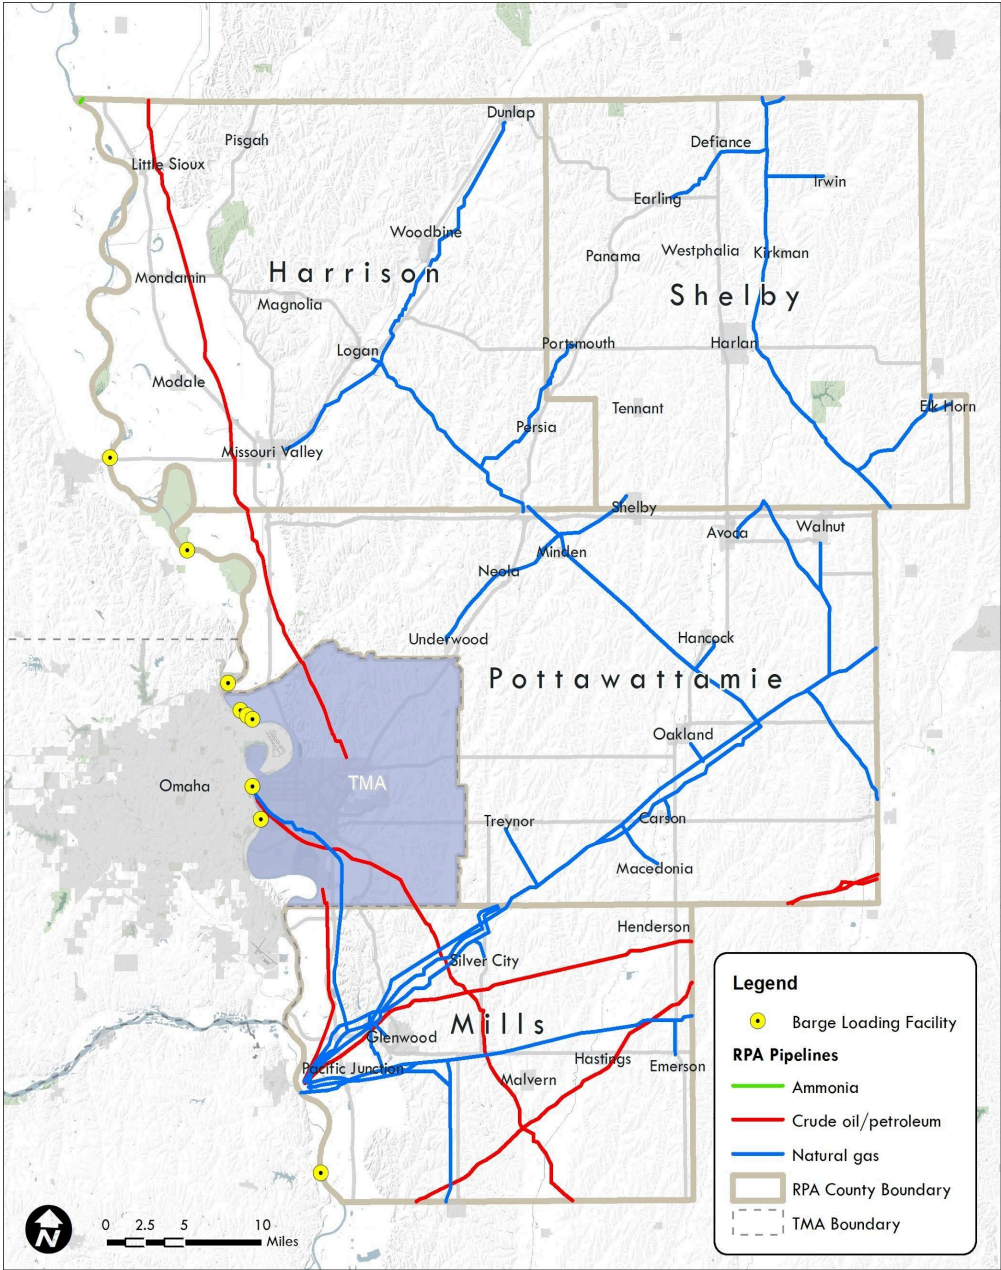 Dunlap
Pisgah
Defiance
Little Sioux
Irwin
Earling
Woodbine
Westphalia
Kirkman
Panama
Harrison
Mondamin
Shelby
Magnolia
Portsmouth
Harlan
Logan
Modale
Tennant
Elk Horn
Persia
Missouri Valley
Shelby
Walnut
Avoca
Minden
Neola
Underwood
Hancock
Pottawattamie
Oakland
Omaha
TMA
Treynor
Carson
Macedonia
Henderson
Silver City
Mills
Glenwood
Hastings
Pacific Junction
Emerson
Malvern
Legend
Barge Loading Facility
RPA Pipelines
Ammonia
Crude oil/petroleum
Natural gas
RPA County Boundary
TMA Boundary
N
0 2.5 5 10
Miles